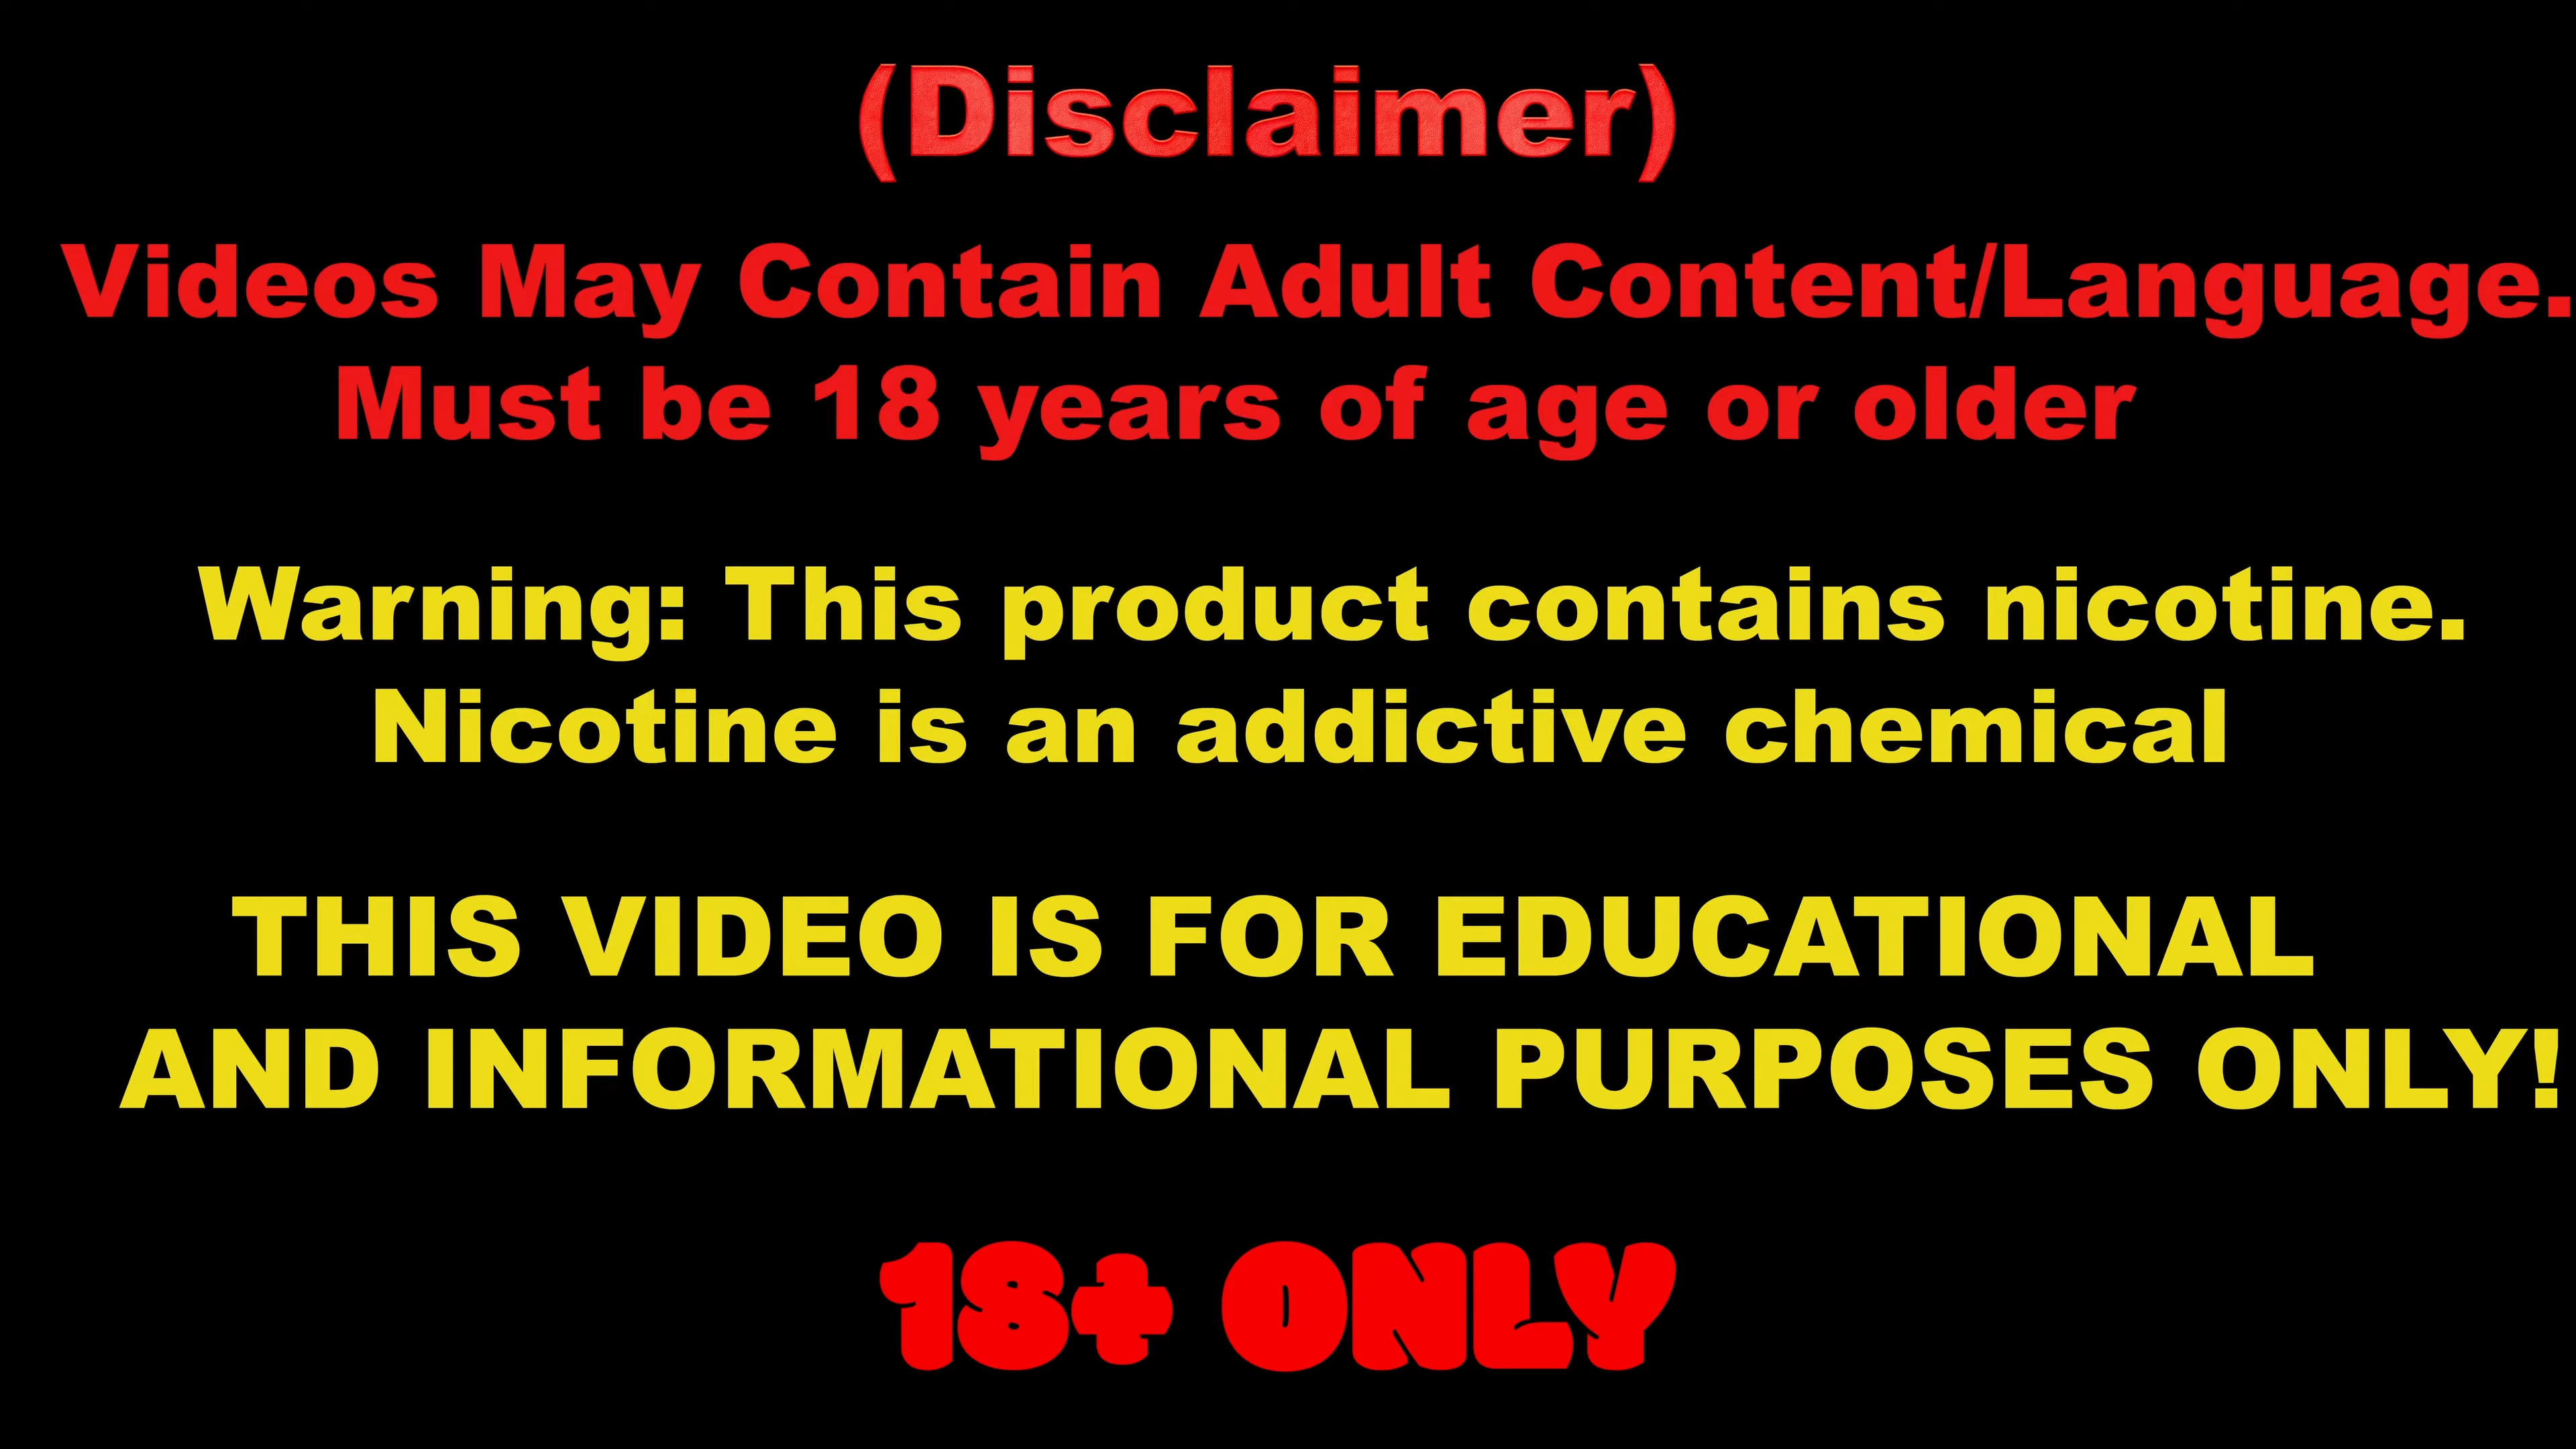 (Disclaimer)
Videos May Contain Adult Content/Language.
Must be 18 years of age or older
Warning: This product contains nicotine.
Nicotine is an addictive chemical
THIS VIDEO IS FOR EDUCATIONAL
AND INFORMATIONAL PURPOSES ONLY!
18+ ONLY